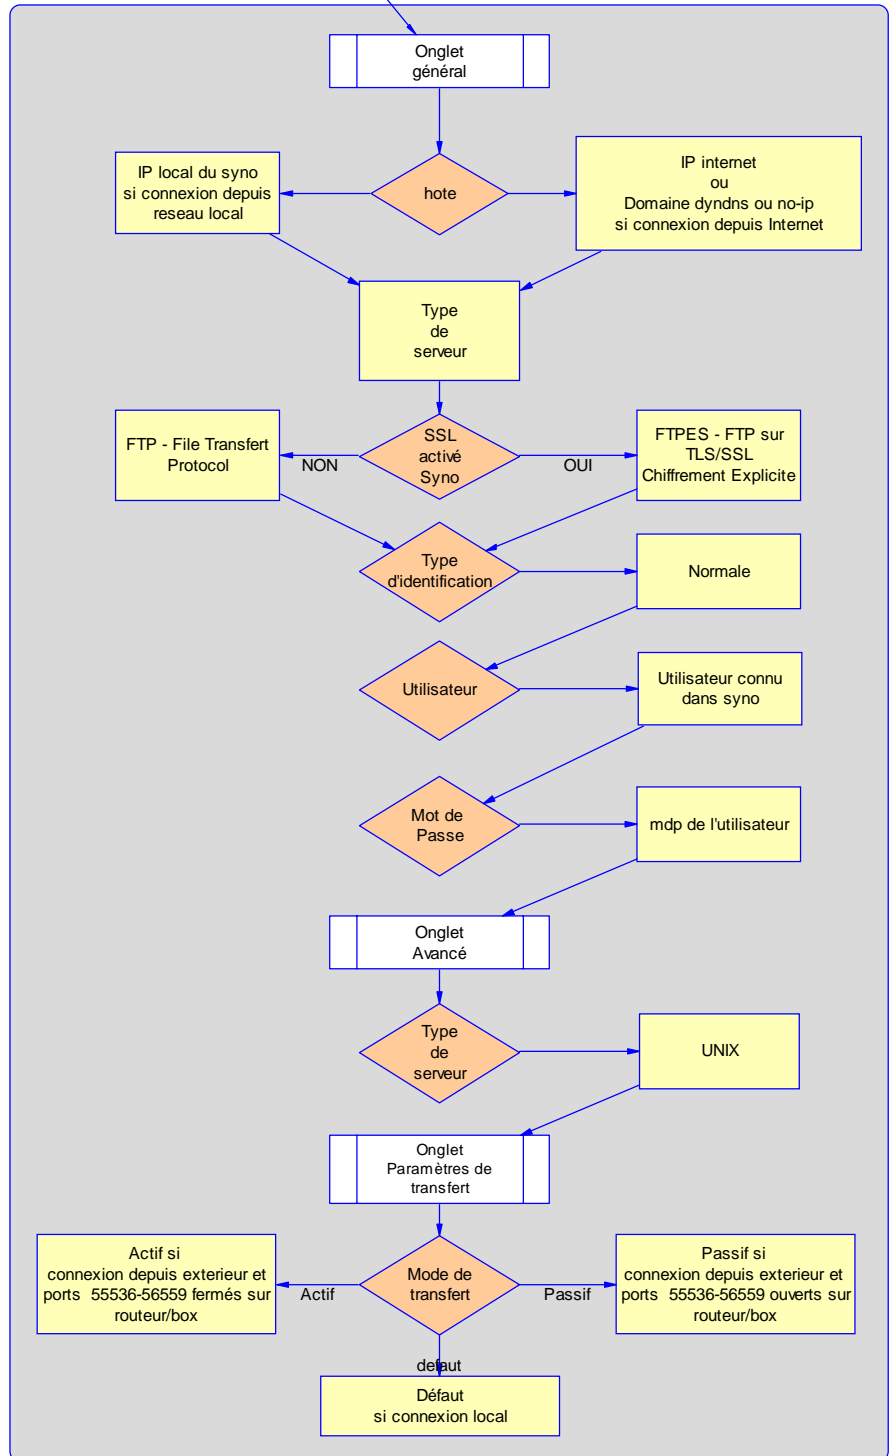 Onglet
général
IP local du syno
si connexion depuis
reseau local
hote
IP internet
ou
Domaine dyndns ou no-ip
si connexion depuis Internet
Type
de
serveur
FTP - File Transfert
Protocol
NON
SSL
activé
Syno
OUI
FTPES - FTP sur
TLS/SSL
Chiffrement Explicite
Type
d'identification
Normale
Utilisateur
Utilisateur connu
dans syno
Mot de
Passe
mdp de l'utilisateur
Onglet
Avancé
Type
de
serveur
UNIX
Onglet
Paramètres de
transfert
Actif si
connexion depuis exterieur et
ports 55536-56559 fermés sur
routeur/box
Actif
Mode de
transfert
Passif
Passif si
connexion depuis exterieur et
ports 55536-56559 ouverts sur
routeur/box
defaut
Défaut
si connexion local